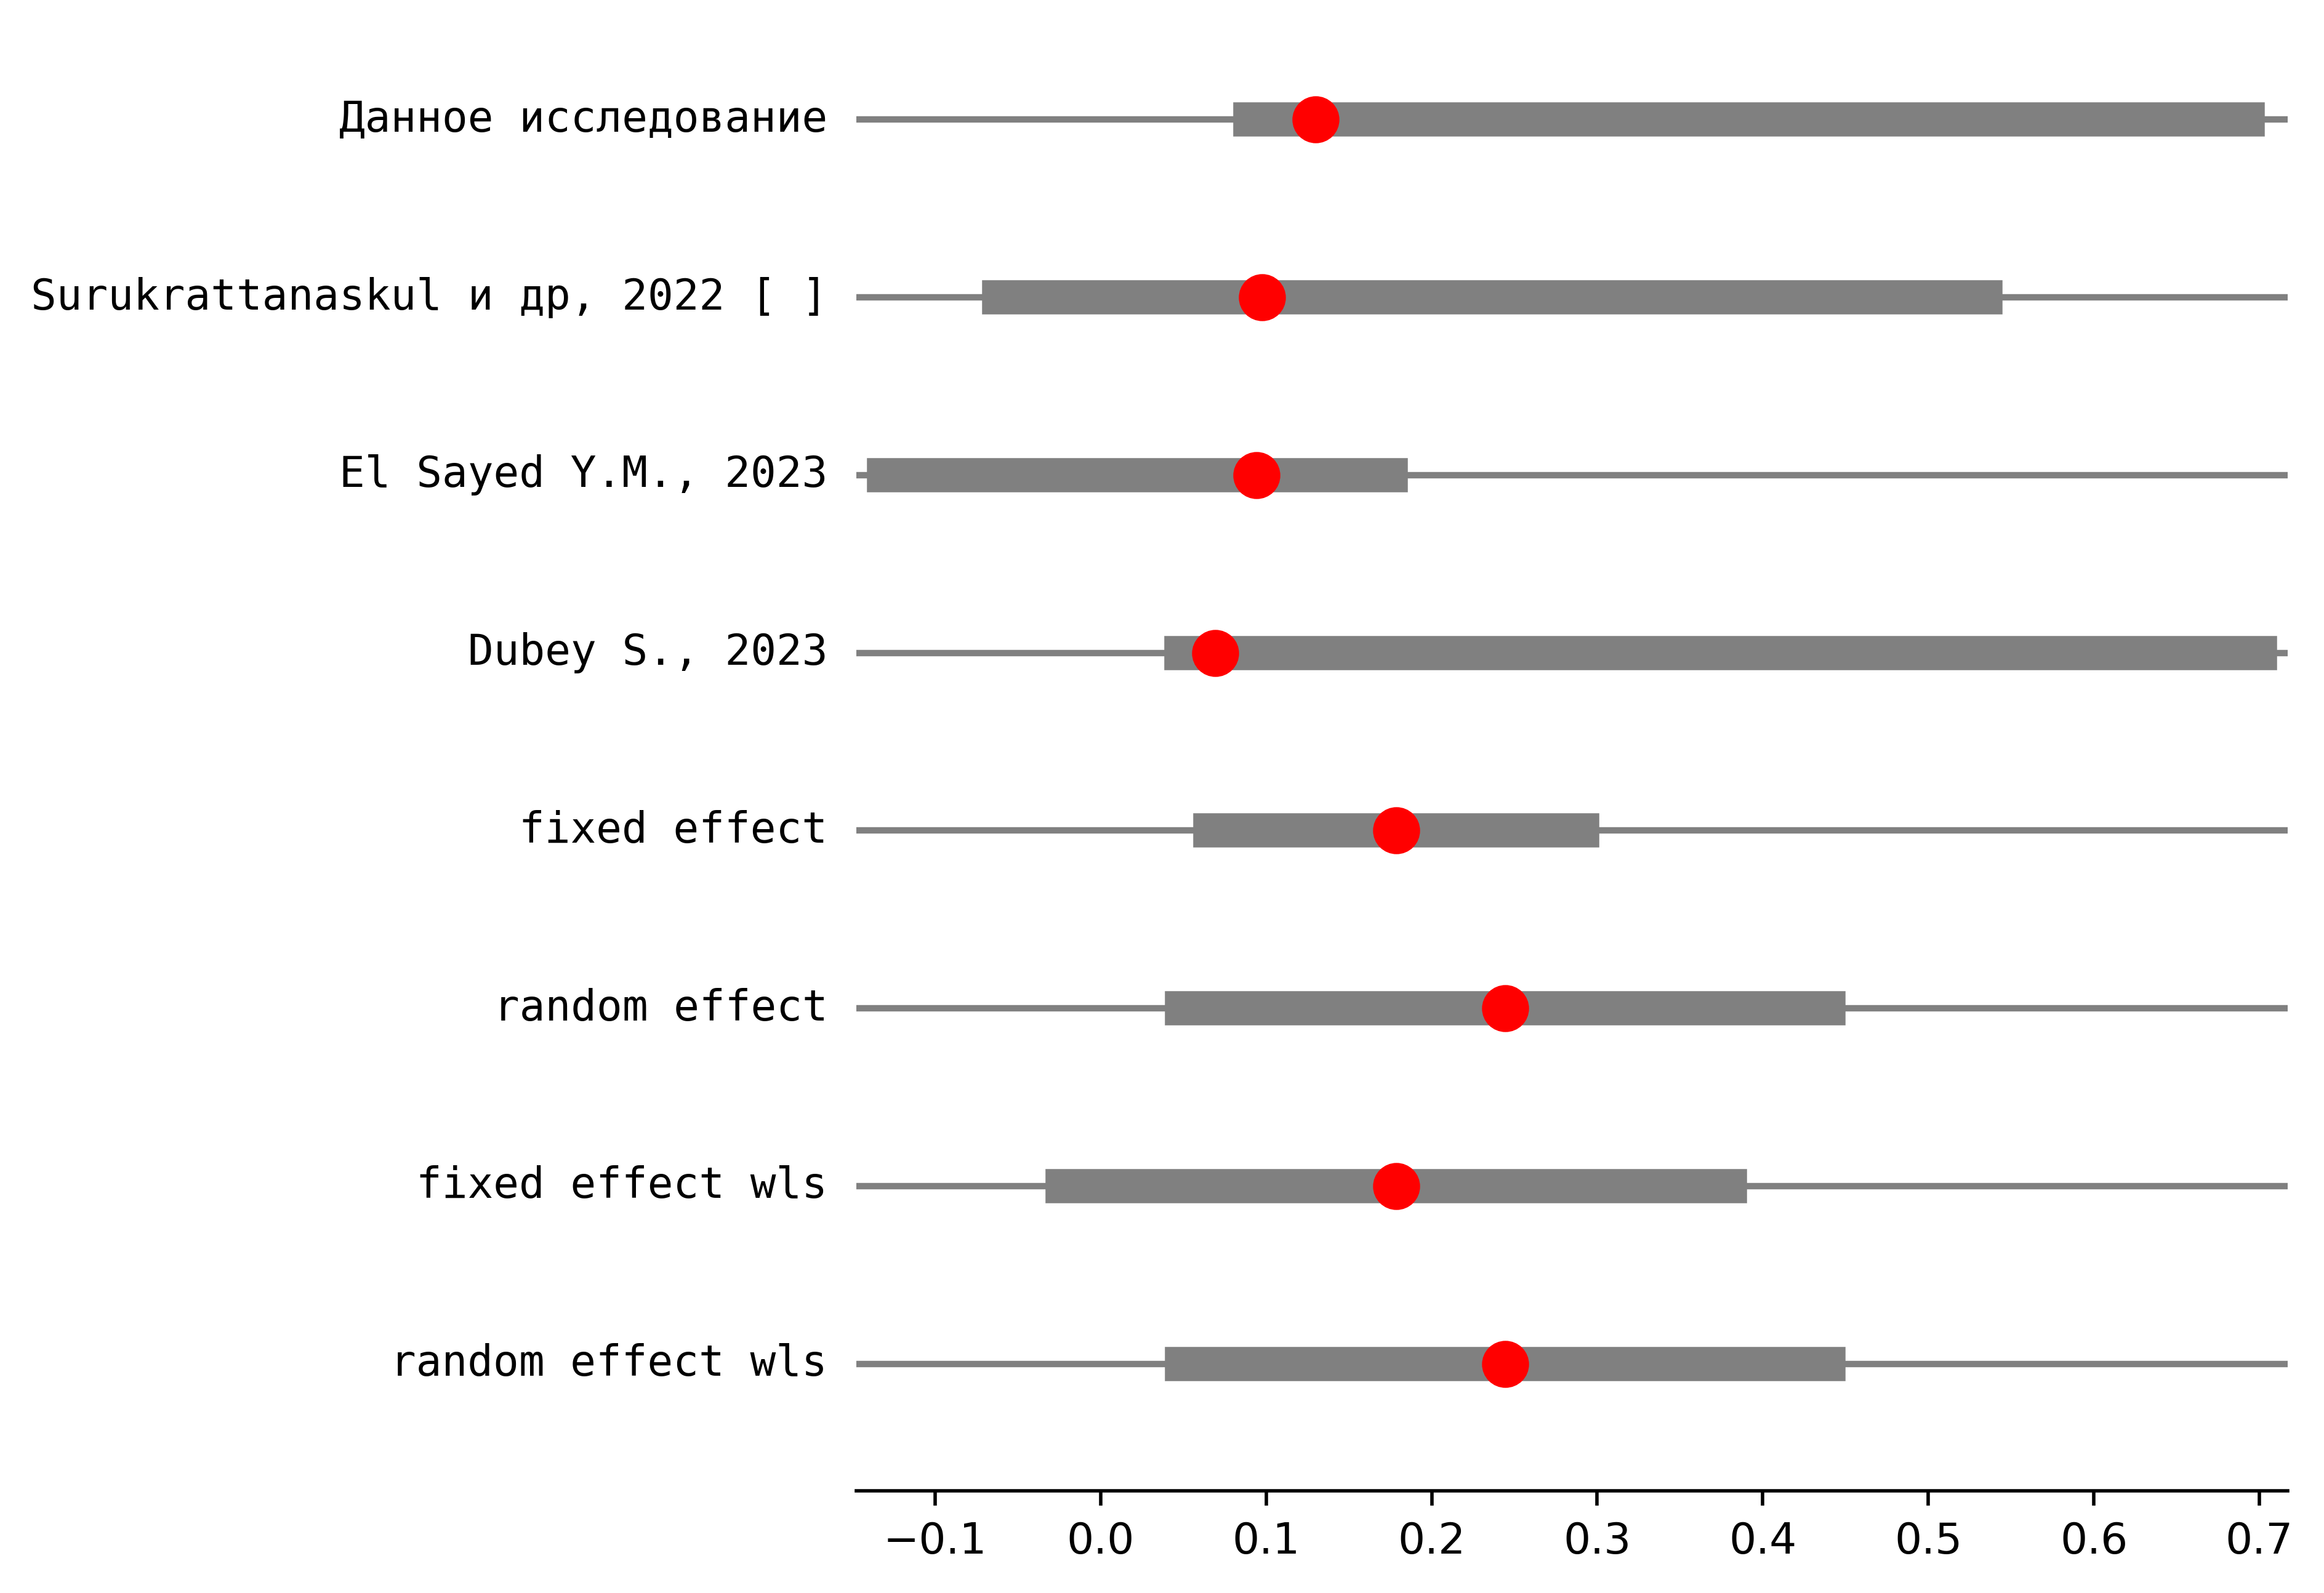 Данное исследование
Surukrattanaskul и др, 2022 [ ]
El Sayed Y.M., 2023
Dubey S., 2023
fixed effect
random effect
fixed effect wls
random effect wls
−0.1 0.0 0.1 0.2 0.3 0.4 0.5 0.6 0.7